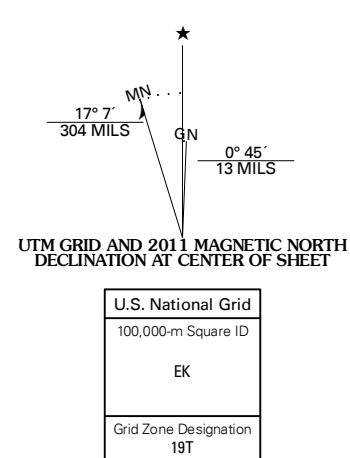 MN
17° 7´
304 MILS
GN
0° 45´
13 MILS
UTM GRID AND 2011 MAGNETIC NORTH
DECLINATION AT CENTER OF SHEET
U.S. National Grid
100,000-m Square ID
EK
Grid Zone Designation
19T